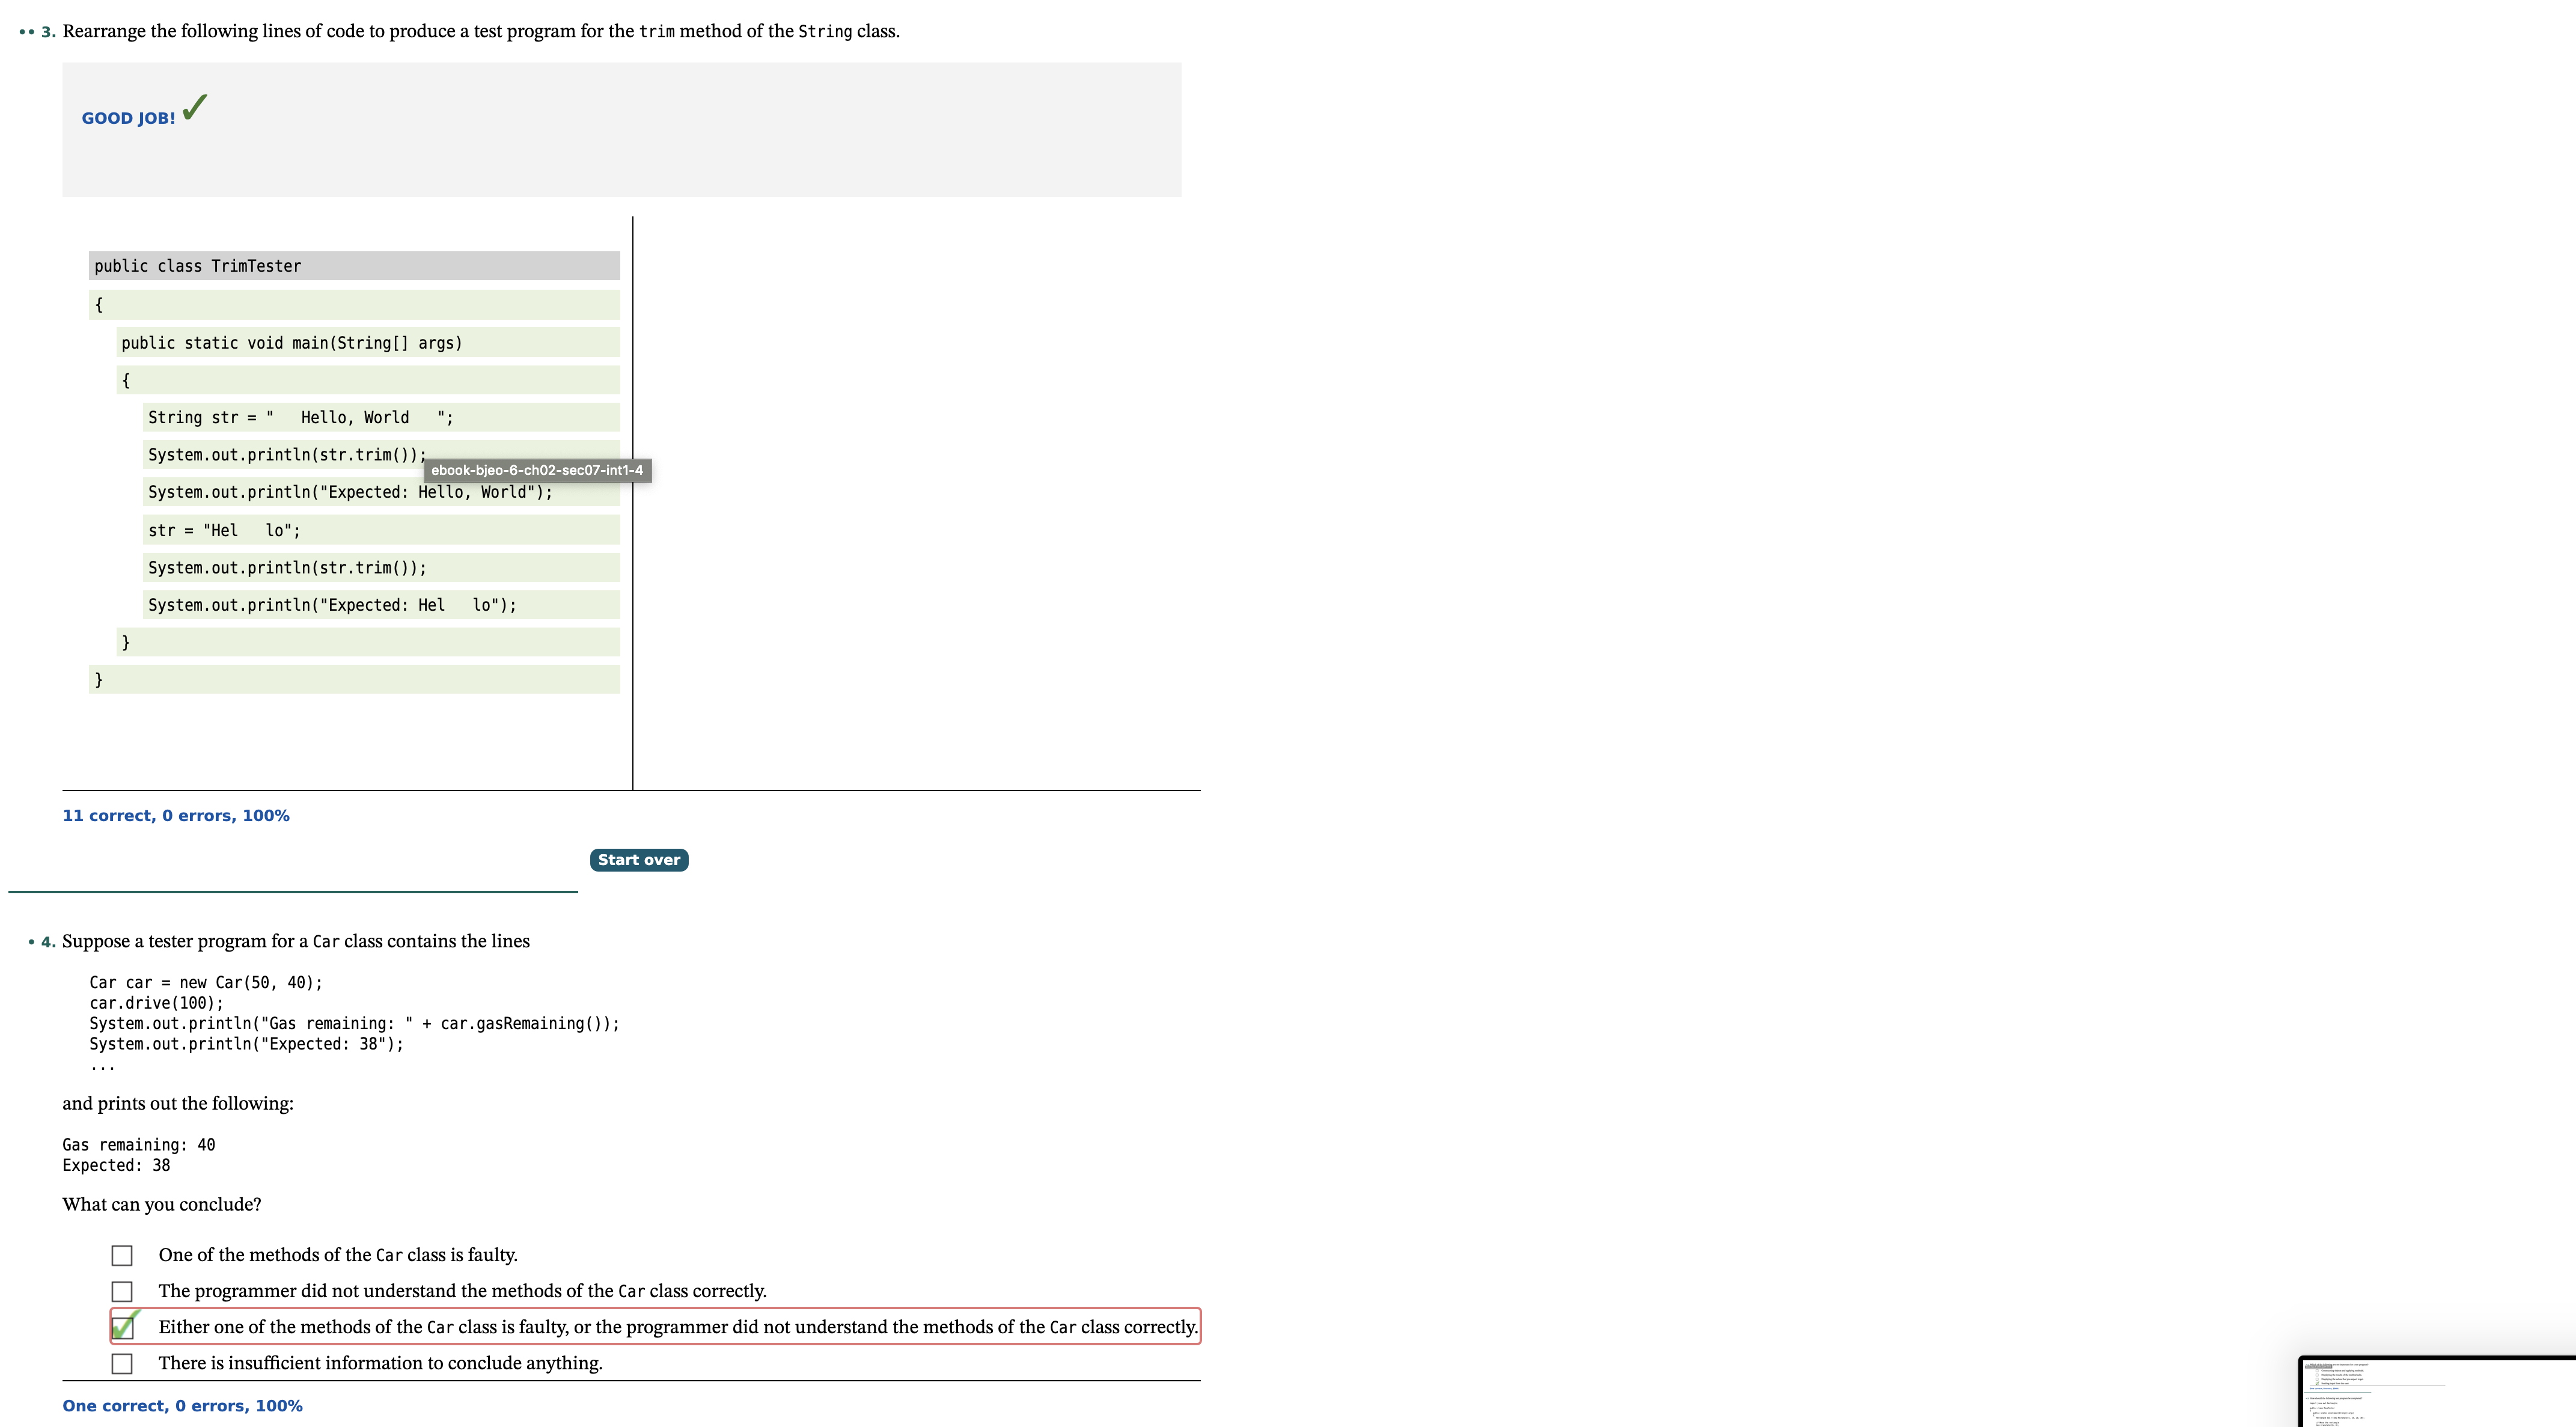 •• 3. Rearrange the following lines of code to produce a test program for the trim method of the String class.
GOOD JOB!
public class TrimTester
{
public static void main(String[] args)
{
String str = "   Hello, World   ";
System.out.println(str.trim());
ebook-bjeo-6-ch02-sec07-int1-4
System.out.println("Expected: Hello, World");
str = "Hel   lo";
System.out.println(str.trim());
System.out.println("Expected: Hel   lo");
}
}
11 correct, 0 errors, 100%
Start over
• 4. Suppose a tester program for a Car class contains the lines
Car car = new Car(50, 40);
car.drive(100);
System.out.println("Gas remaining: " + car.gasRemaining());
System.out.println("Expected: 38");
...
and prints out the following:
Gas remaining: 40
Expected: 38
What can you conclude?
One of the methods of the Car class is faulty.
The programmer did not understand the methods of the Car class correctly.
Either one of the methods of the Car class is faulty, or the programmer did not understand the methods of the Car class correctly.
There is insufficient information to conclude anything.
One correct, 0 errors, 100%